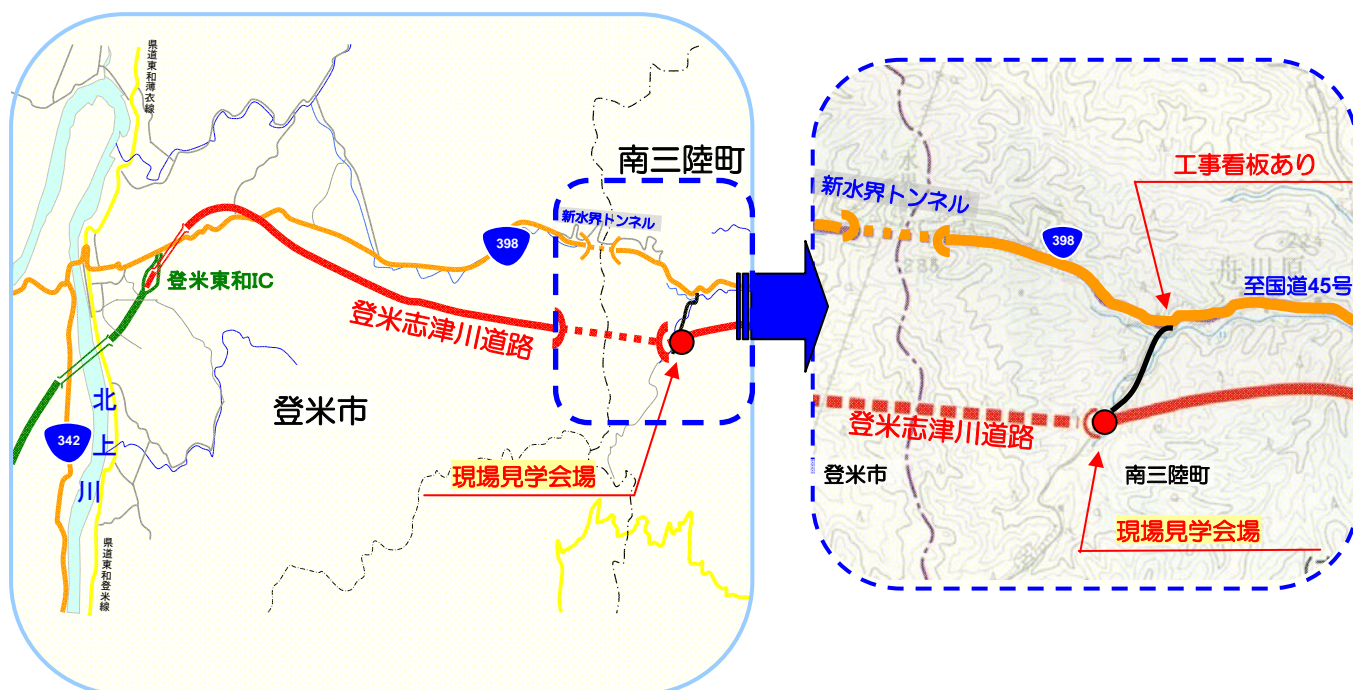 県道東和薄衣線
南三陸町
新水界トンネル
398
登米東和IC
登米志津川道路
北上川
登米市
342
現場見学会場
県道東和登米線
工事看板あり
新水界トンネル
398
舟川原
至国道45号
登米志津川道路
登米市
南三陸町
現場見学会場